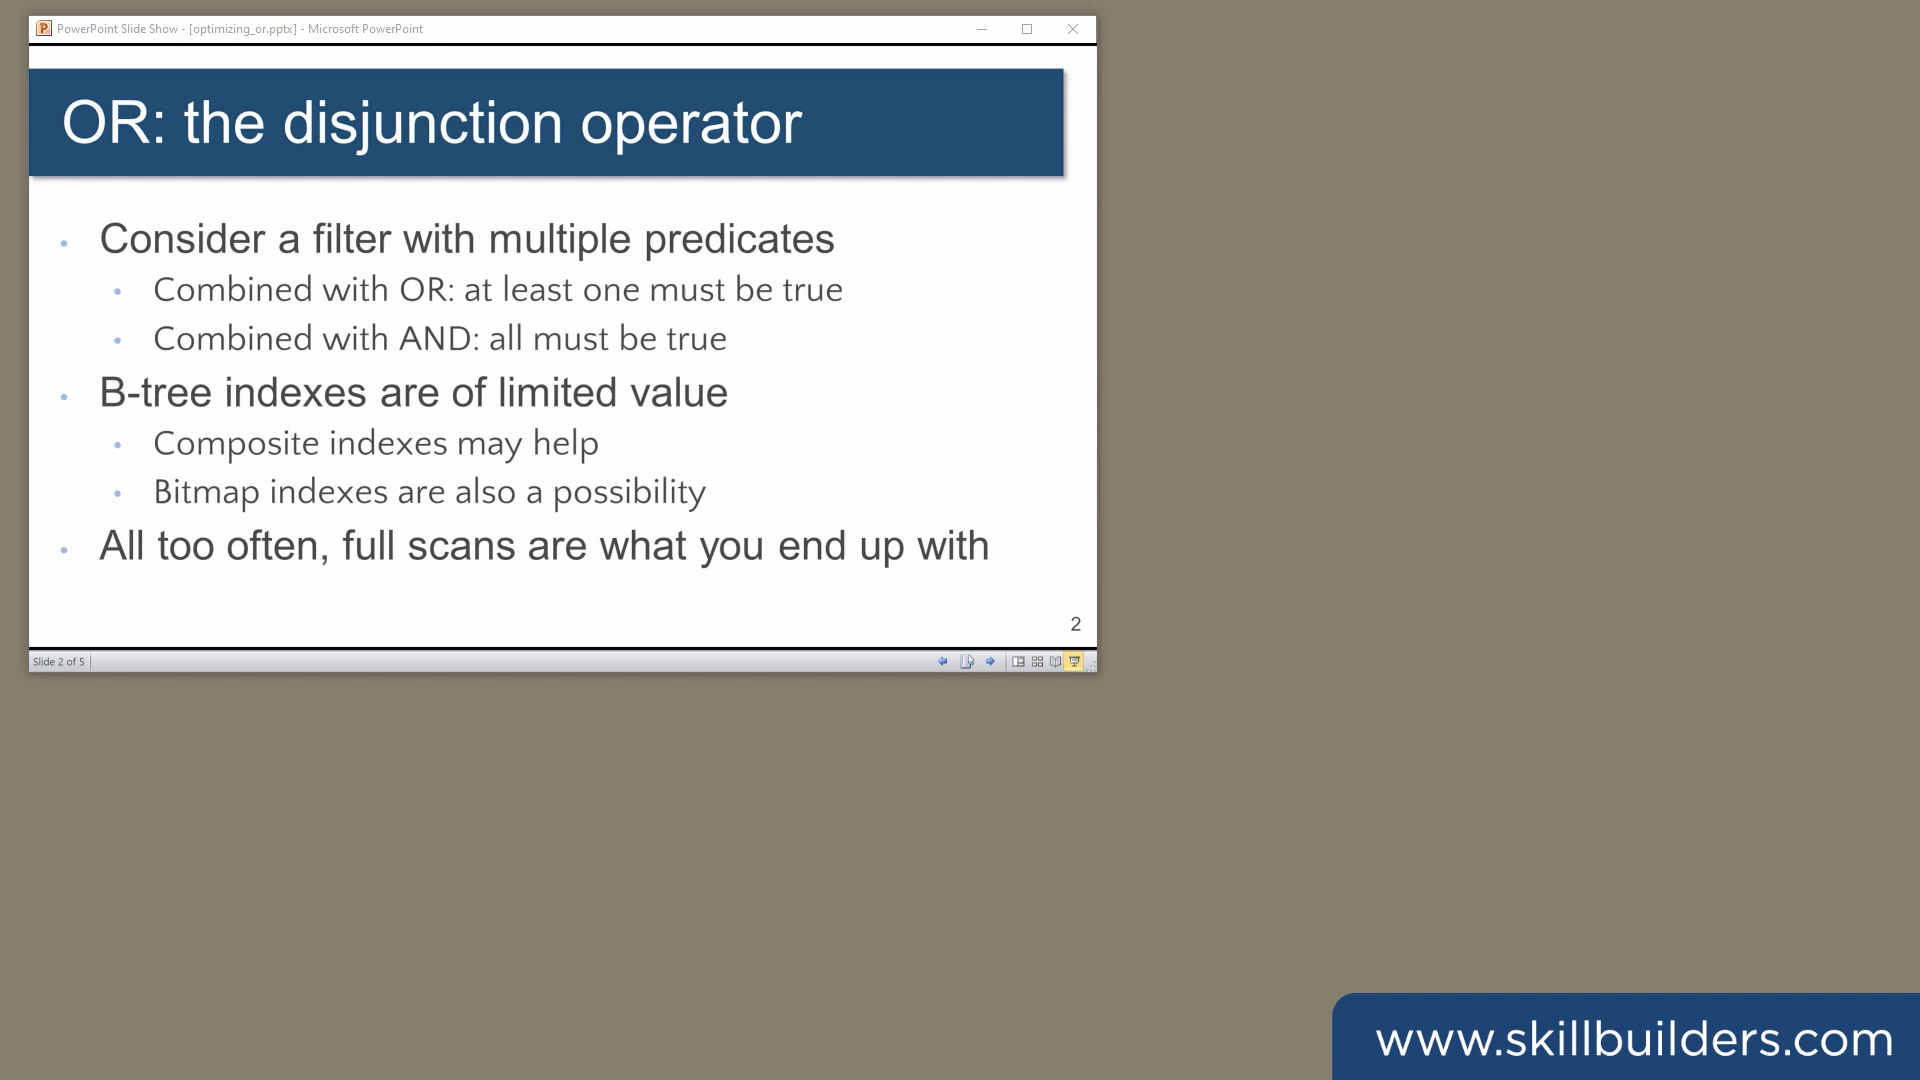 PowerPoint Slide Show - [optimizing_or.pptx] - Microsoft PowerPoint
OR: the disjunction operator
• Consider a filter with multiple predicates
• Combined with OR: at least one must be true
• Combined with AND: all must be true
• B-tree indexes are of limited value
• Composite indexes may help
• Bitmap indexes are also a possibility
• All too often, full scans are what you end up with
2
Slide 2 of 5
www.skillbuilders.com